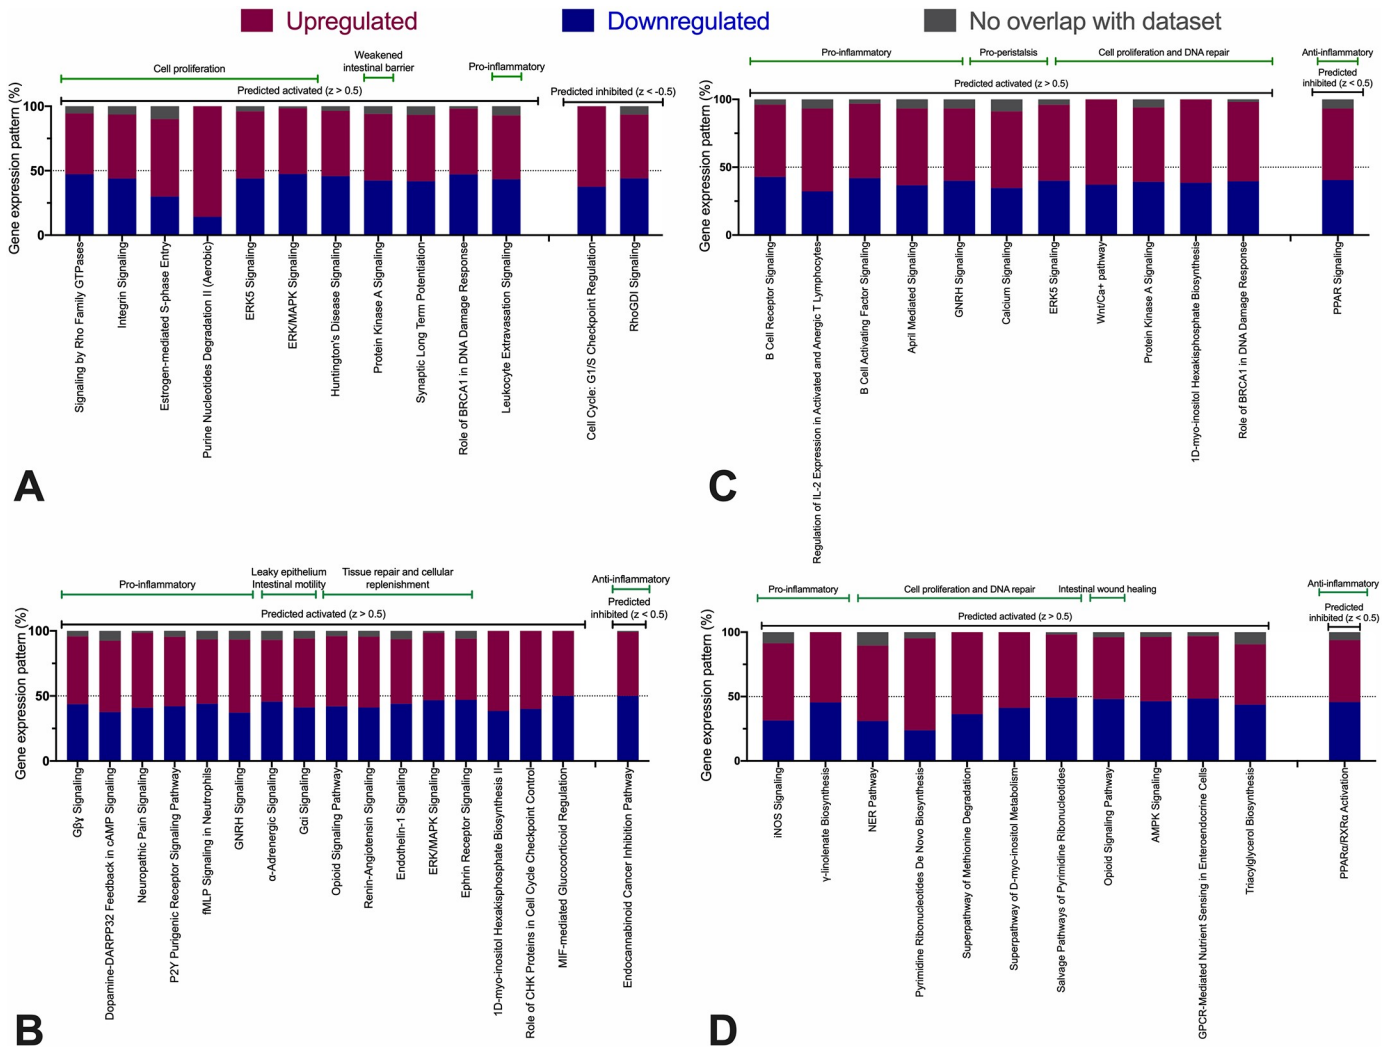 Upregulated
Downregulated
No overlap with dataset
Cell proliferation
Weakened
intestinal barrier
Pro-inflammatory
Predicted activated (z > 0.5)
Predicted inhibited (z < -0.5)
Gene expression pattern (%)
100
50
0
Signaling by Rho Family GTPases
Integrin Signaling
Estrogen-mediated S-phase Entry
Purine Nucleotides Degradation II (Aerobic)
ERK5 Signaling
ERK/MAPK Signaling
Huntington's Disease Signaling
Protein Kinase A Signaling
Synaptic Long Term Potentiation
Role of BRCA1 in DNA Damage Response
Leukocyte Extravasation Signaling
Cell Cycle: G1/S Checkpoint Regulation
RhoGDI Signaling
A
Pro-inflammatory
Pro-peristalsis
Cell proliferation and DNA repair
Anti-inflammatory
Predicted activated (z > 0.5)
Predicted
inhibited (z < 0.5)
Gene expression pattern (%)
100
50
0
B Cell Receptor Signaling
Regulation of IL-2 Expression in Activated and Anergic T Lymphocytes
B Cell Activating Factor Signaling
April Mediated Signaling
GNRH Signaling
Calcium Signaling
ERK5 Signaling
Wnt/Ca+ pathway
Protein Kinase A Signaling
1D-myo-inositol Hexakisphosphate Biosynthesis
Role of BRCA1 in DNA Damage Response
PPAR Signaling
C
Pro-inflammatory
Leaky epithelium
Intestinal motility
Tissue repair and cellular
replenishment
Anti-inflammatory
Predicted activated (z > 0.5)
Predicted
inhibited (z < 0.5)
Gene expression pattern (%)
100
50
0
Gβγ Signaling
Dopamine-DARPP32 Feedback in cAMP Signaling
Neuropathic Pain Signaling
P2Y Purigenic Receptor Signaling Pathway
fMLP Signaling in Neutrophils
GNRH Signaling
α-Adrenergic Signaling
Gαi Signaling
Opioid Signaling Pathway
Renin-Angiotensin Signaling
Endothelin-1 Signaling
ERK/MAPK Signaling
Ephrin Receptor Signaling
1D-myo-inositol Hexakisphosphate Biosynthesis II
Role of CHK Proteins in Cell Cycle Checkpoint Control
MIF-mediated Glucocorticoid Regulation
Endocannabinoid Cancer Inhibition Pathway
B
Pro-inflammatory
Cell proliferation and DNA repair
Intestinal wound healing
Anti-inflammatory
Predicted activated (z > 0.5)
Predicted
inhibited (z < 0.5)
Gene expression pattern (%)
100
50
0
iNOS Signaling
γ-linolenate Biosynthesis
NER Pathway
Pyrimidine Ribonucleotides De Novo Biosynthesis
Superpathway of Methionine Degradation
Superpathway of D-myo-inositol Metabolism
Salvage Pathways of Pyrimidine Ribonucleotides
Opioid Signaling Pathway
AMPK Signaling
GPCR-Mediated Nutrient Sensing in Enteroendocrine Cells
Triacylglycerol Biosynthesis
PPARα/RXRα Activation
D